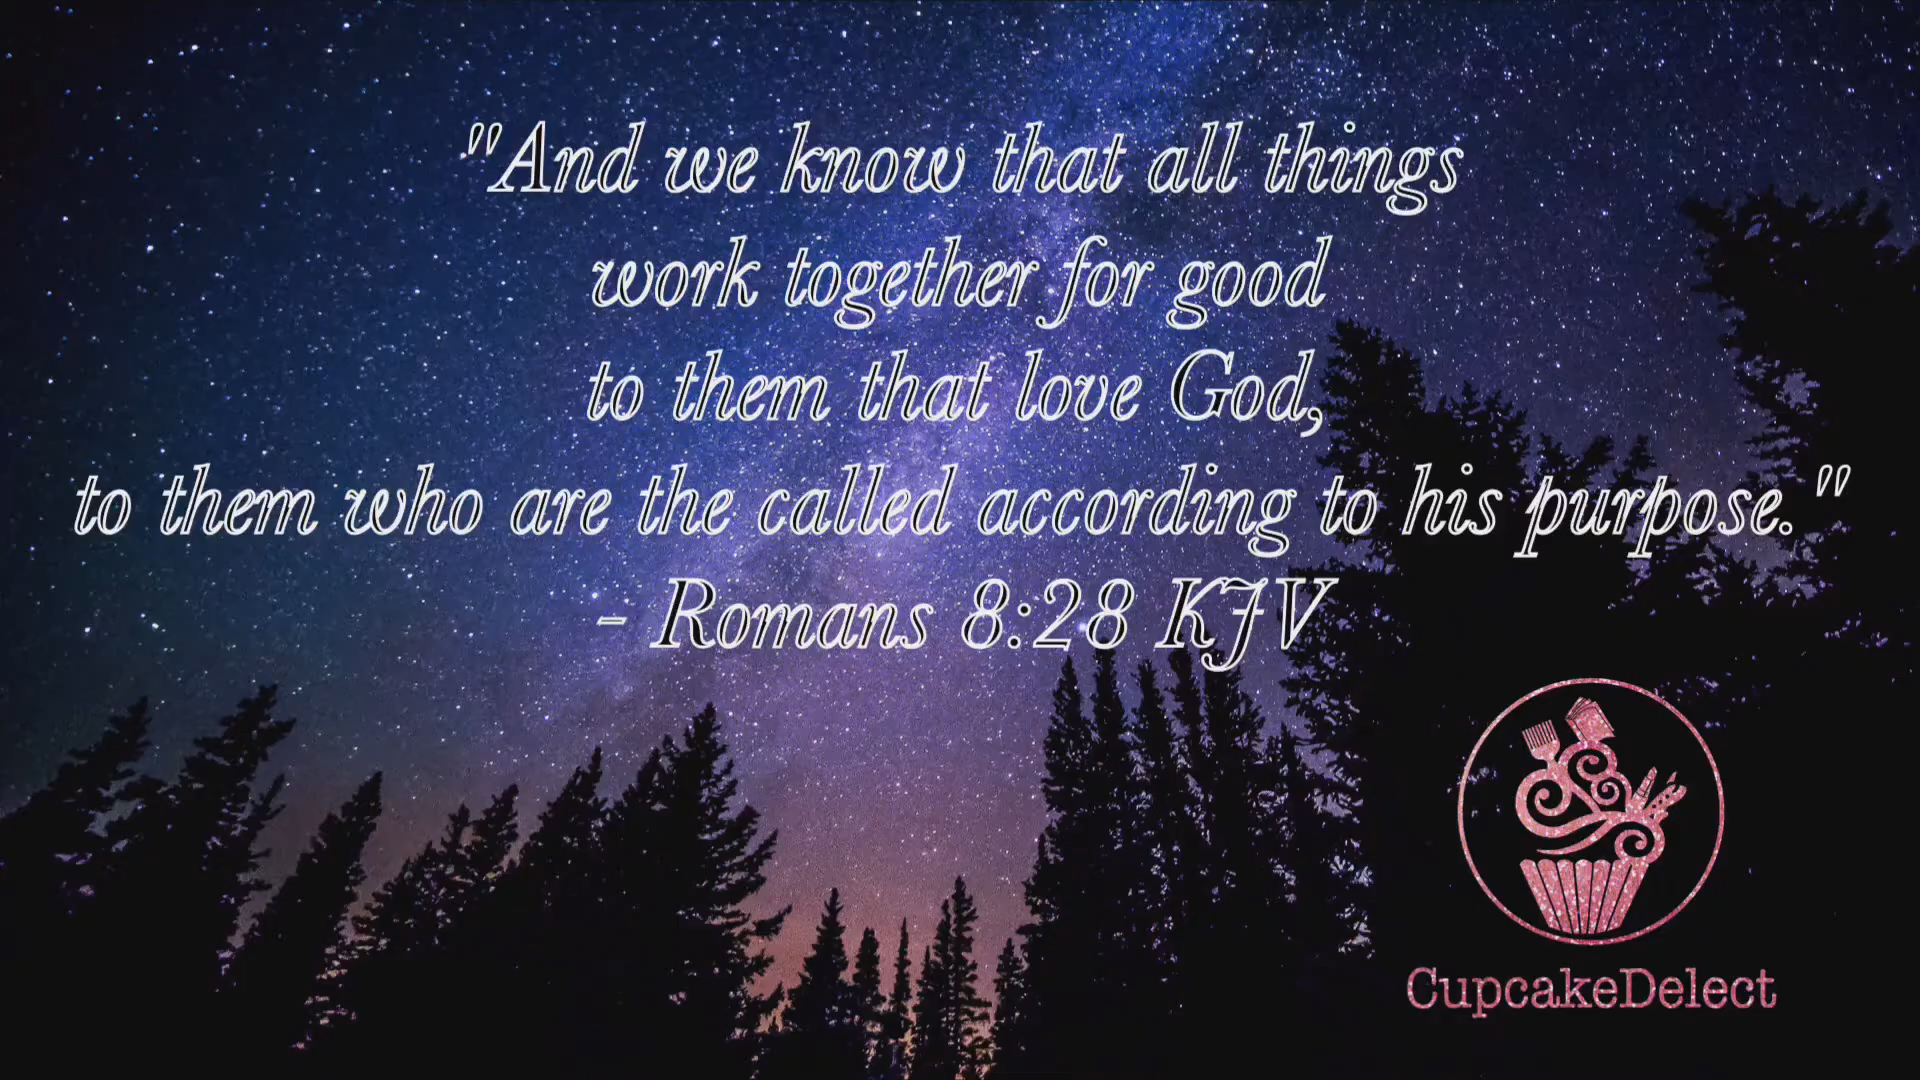 "And we know that all things
work together for good
to them that love God,
to them who are the called according to his purpose."
- Romans 8:28 KJV
CupcakeDelect